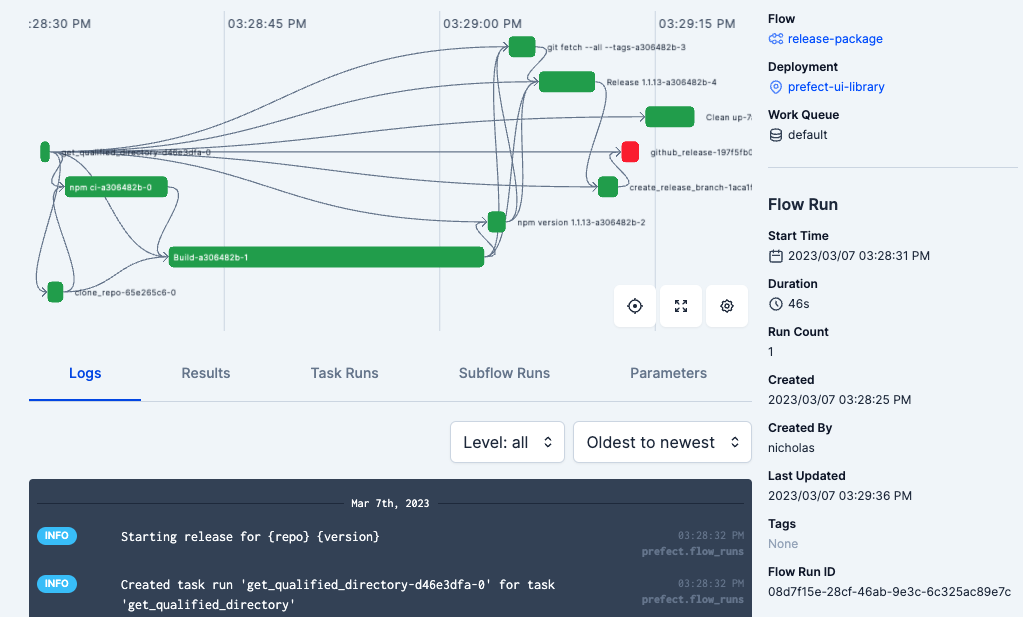 :28:30 PM
03:28:45 PM
03:29:00 PM
03:29:15 PM
git fetch --all --tags-a306482b-3
Release 1.1.13-a306482b-4
Clean up-7
get_qualified_directory-d46e3dfa-0
github_release-197f5fb0
npm ci-a306482b-0
create_release_branch-1aca1f
npm version 1.1.13-a306482b-2
Build-a306482b-1
clone_repo-65e265c6-0
Logs
Results
Task Runs
Subflow Runs
Parameters
Level: all
Oldest to newest
Mar 7th, 2023
INFO
Starting release for {repo} {version}
03:28:32 PM
prefect.flow_runs
INFO
Created task run 'get_qualified_directory-d46e3dfa-0' for task
'get_qualified_directory'
03:28:32 PM
prefect.flow_runs
Flow
release-package
Deployment
prefect-ui-library
Work Queue
default
Flow Run
Start Time
2023/03/07 03:28:31 PM
Duration
46s
Run Count
1
Created
2023/03/07 03:28:25 PM
Created By
nicholas
Last Updated
2023/03/07 03:29:36 PM
Tags
None
Flow Run ID
08d7f15e-28cf-46ab-9e3c-6c325ac89e7c